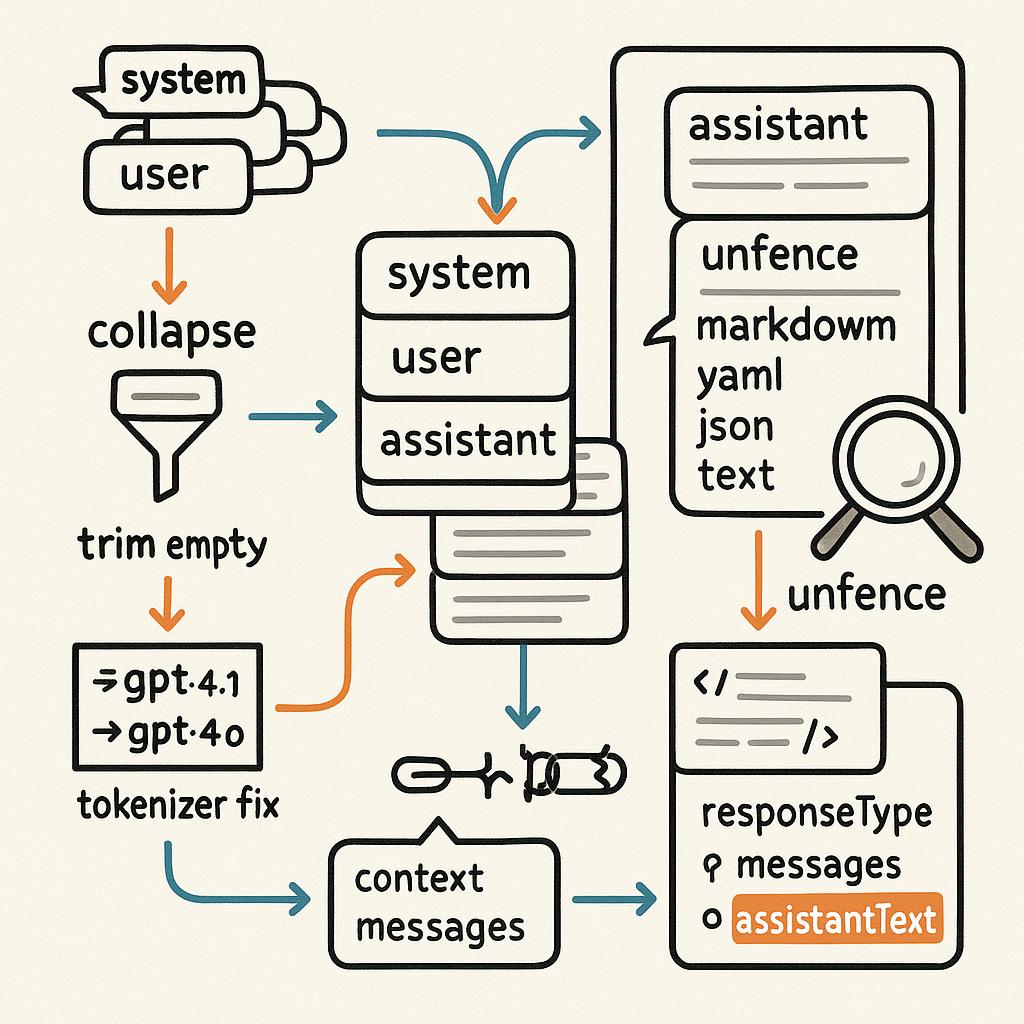 system
user
collapse
trim empty
→gpt·4.1
→gpt·4o
tokenizer fix
system
user
assistant
context
messages
assistant
unfence
markdowm
yaml
json
text
unfence
</
/>
responseType
messages
assistantText